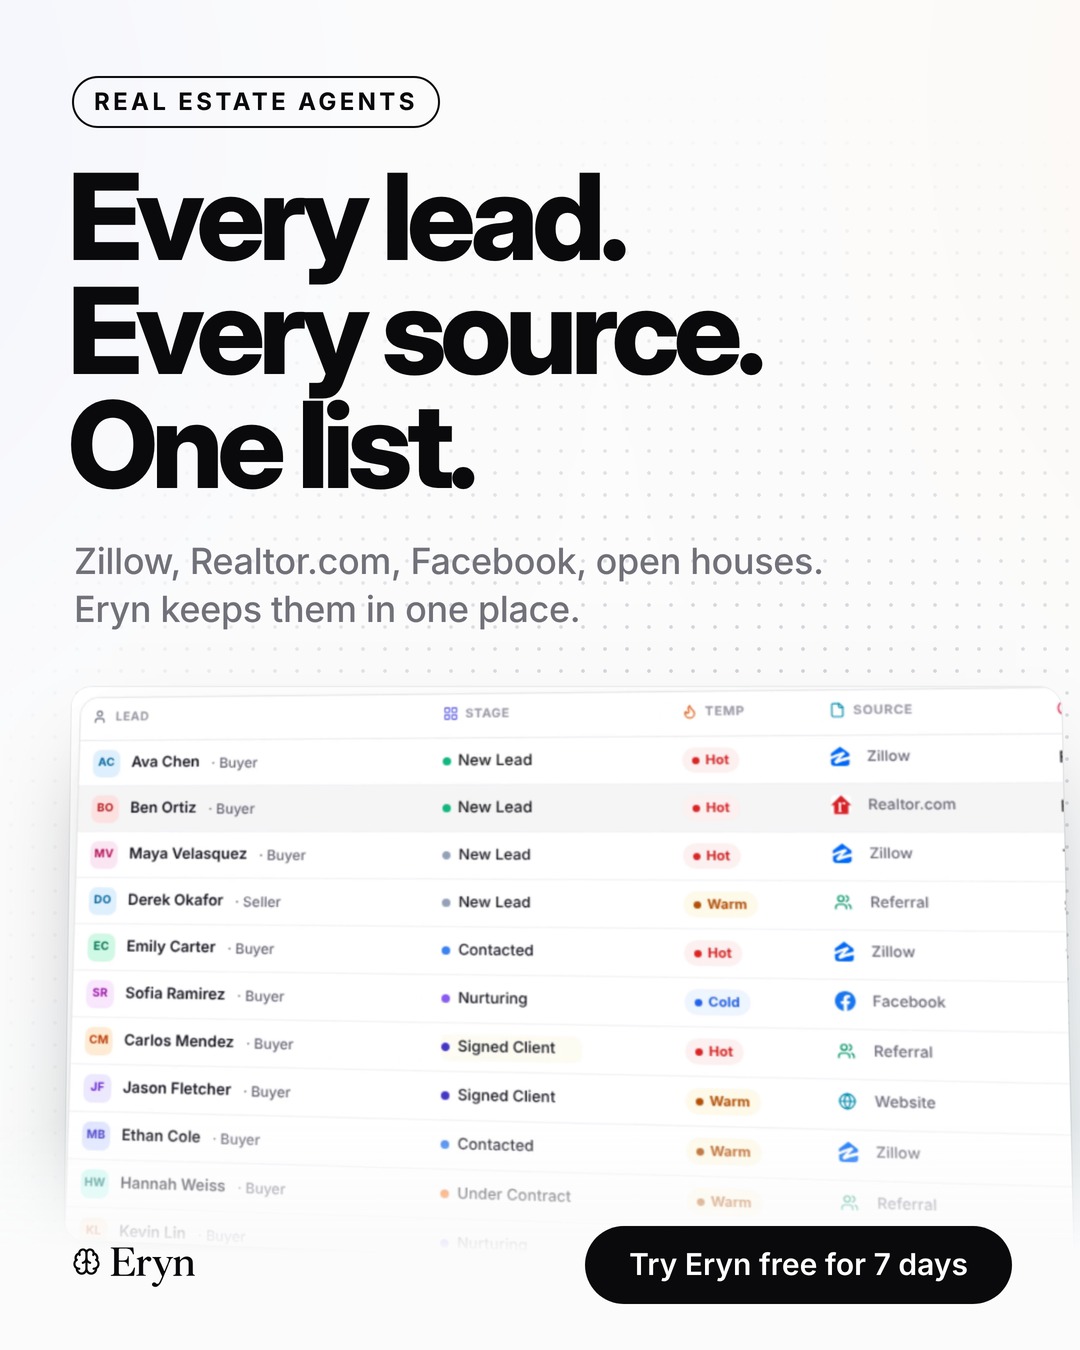 REAL ESTATE AGENTS
Every lead.
Every source.
One list.
Zillow, Realtor.com, Facebook, open houses.
Eryn keeps them in one place.
LEAD STAGE TEMP SOURCE
AC Ava Chen · Buyer New Lead Hot Zillow
BO Ben Ortiz · Buyer New Lead Hot Realtor.com
MV Maya Velasquez · Buyer New Lead Hot Zillow
DO Derek Okafor · Seller New Lead Warm Referral
EC Emily Carter · Buyer Contacted Hot Zillow
SR Sofia Ramirez · Buyer Nurturing Cold Facebook
CM Carlos Mendez · Buyer Signed Client Hot Referral
JF Jason Fletcher · Buyer Signed Client Warm Website
MB Ethan Cole · Buyer Contacted Warm Zillow
HW Hannah Weiss · Buyer Under Contract Warm Referral
KL Kevin Lin · Buyer Nurturing
Eryn
Try Eryn free for 7 days